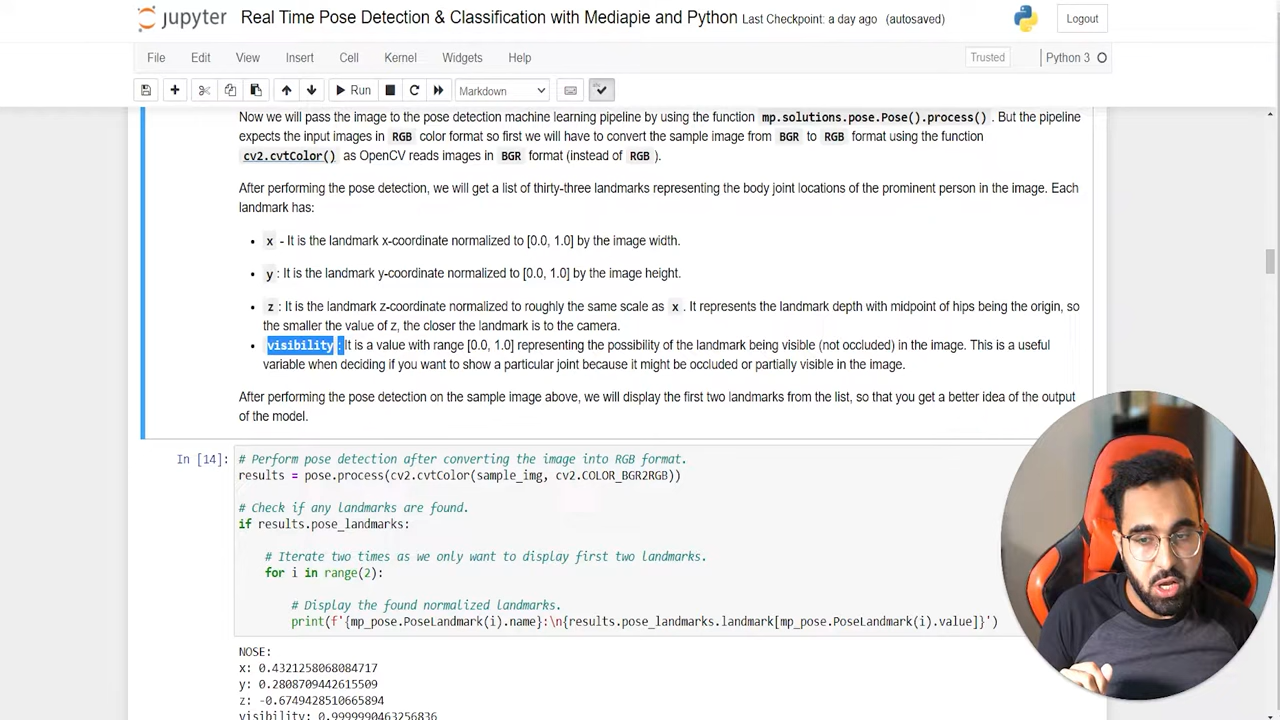 jupyter Real Time Pose Detection & Classification with Mediapie and Python Last Checkpoint: a day ago (autosaved) Logout
File Edit View Insert Cell Kernel Widgets Help Trusted Python 3
Run Markdown
Now we will pass the image to the pose detection machine learning pipeline by using the function mp.solutions.pose.Pose().process() . But the pipeline
expects the input images in RGB color format so first we will have to convert the sample image from BGR to RGB format using the function
cv2.cvtColor() as OpenCV reads images in BGR format (instead of RGB ).
After performing the pose detection, we will get a list of thirty-three landmarks representing the body joint locations of the prominent person in the image. Each
landmark has:
• x - It is the landmark x-coordinate normalized to [0.0, 1.0] by the image width.
• y : It is the landmark y-coordinate normalized to [0.0, 1.0] by the image height.
• z : It is the landmark z-coordinate normalized to roughly the same scale as x . It represents the landmark depth with midpoint of hips being the origin, so
the smaller the value of z, the closer the landmark is to the camera.
• visibility : It is a value with range [0.0, 1.0] representing the possibility of the landmark being visible (not occluded) in the image. This is a useful
variable when deciding if you want to show a particular joint because it might be occluded or partially visible in the image.
After performing the pose detection on the sample image above, we will display the first two landmarks from the list, so that you get a better idea of the output
of the model.
In [14]: # Perform pose detection after converting the image into RGB format.
results = pose.process(cv2.cvtColor(sample_img, cv2.COLOR_BGR2RGB))
# Check if any landmarks are found.
if results.pose_landmarks:
# Iterate two times as we only want to display first two landmarks.
for i in range(2):
# Display the found normalized landmarks.
print(f'{mp_pose.PoseLandmark(i).name}:\n{results.pose_landmarks.landmark[mp_pose.PoseLandmark(i).value]}')
NOSE:
x: 0.4321258068084717
y: 0.2808709442615509
z: -0.6749428510665894
visibility: 0.9999990463256836